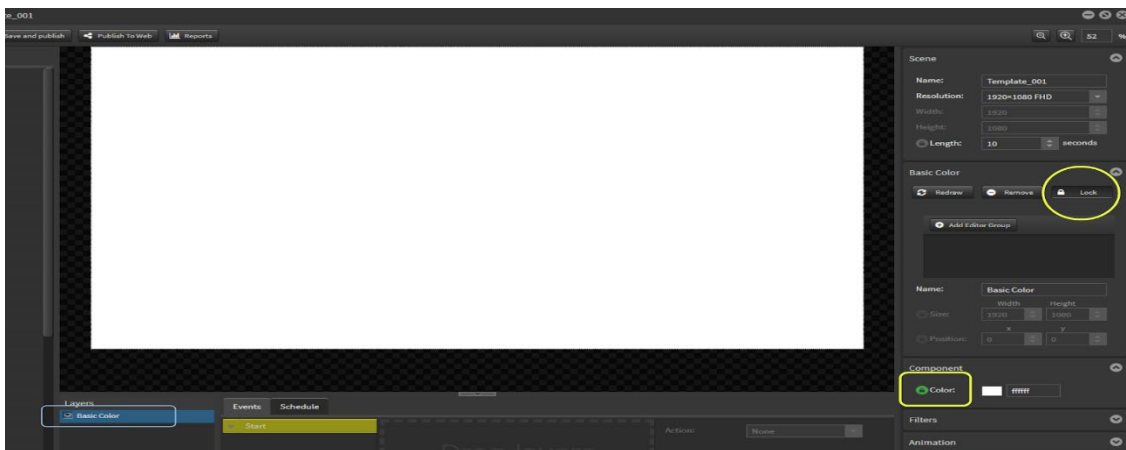 te_001
Save and publish Publish To Web Reports 52 %
Scene
Name: Template_001
Resolution: 1920×1080 FHD
Width: 1920
Height: 1080
Length: 10 seconds
Basic Color
Redraw Remove Lock
Add Editor Group
Name: Basic Color
Width Height
Size: 1920 1080
x y
Position: 0 0
Component
Color: ffffff
Filters
Animation
Layers
Basic Color
Events Schedule
Start
Action: None